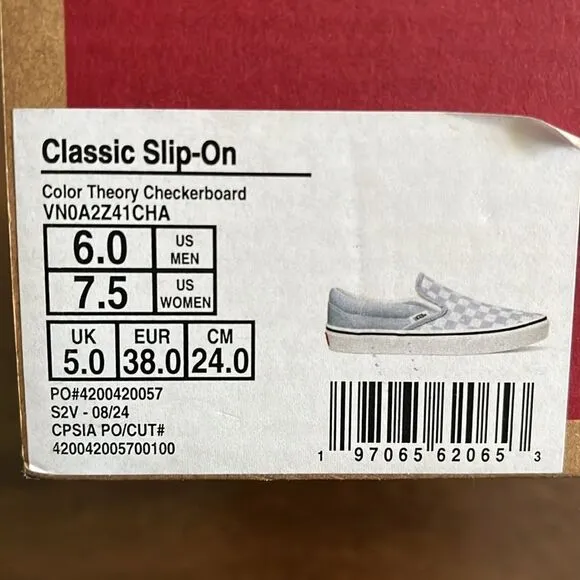 Classic Slip-On
Color Theory Checkerboard
VN0A2Z41CHA
6.0 US MEN
7.5 US WOMEN
UK 5.0 EUR 38.0 CM 24.0
PO#4200420057
S2V - 08/24
CPSIA PO/CUT#
420042005700100
VANS
1 97065 62065 3